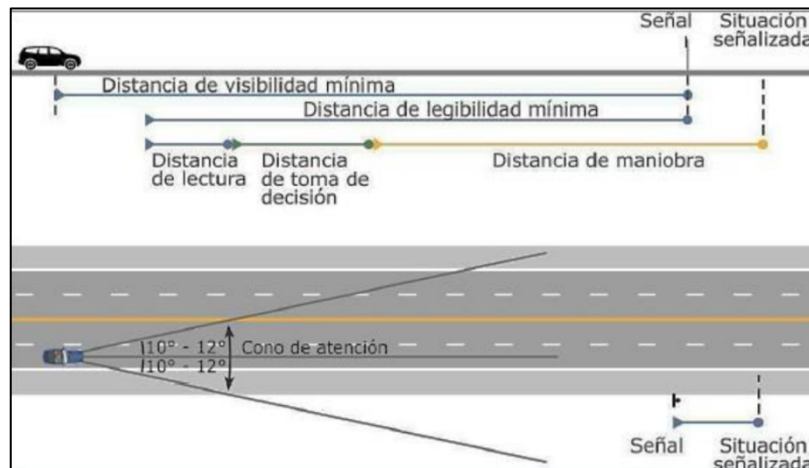 Señal
Situación
señalizada
Distancia de visibilidad mínima
Distancia de legibilidad mínima
Distancia
de lectura
Distancia
de toma de
decisión
Distancia de maniobra
10° - 12°
Cono de atención
10° - 12°
Señal
Situación
señalizada